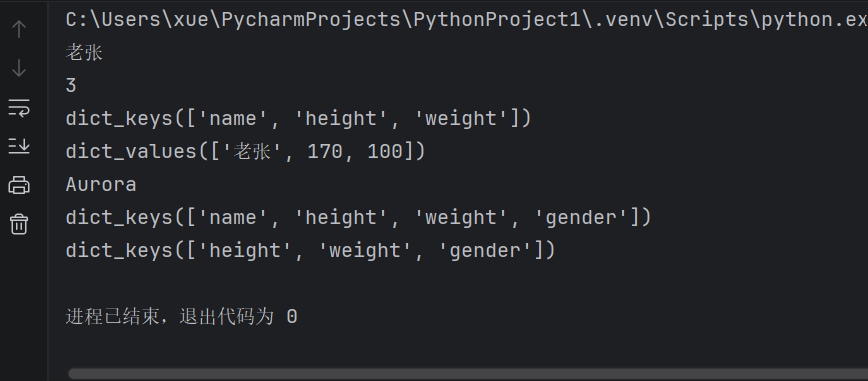 C:\Users\xue\PycharmProjects\PythonProject1\.venv\Scripts\python.ex
老张
3
dict_keys(['name', 'height', 'weight'])
dict_values(['老张', 170, 100])
Aurora
dict_keys(['name', 'height', 'weight', 'gender'])
dict_keys(['height', 'weight', 'gender'])
进程已结束，退出代码为 0